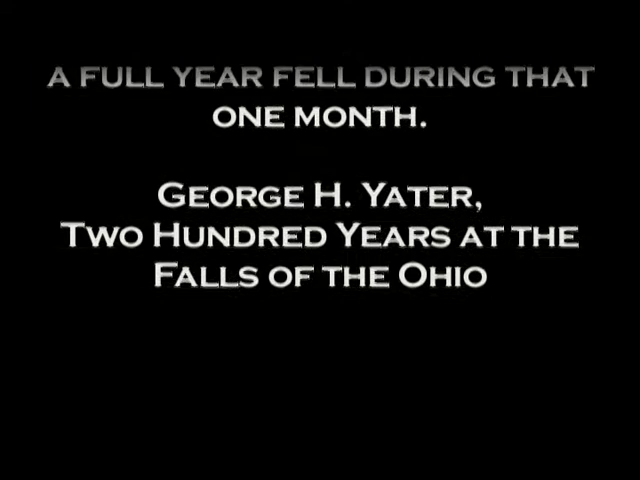 A FULL YEAR FELL DURING THAT
ONE MONTH.
GEORGE H. YATER,
TWO HUNDRED YEARS AT THE
FALLS OF THE OHIO